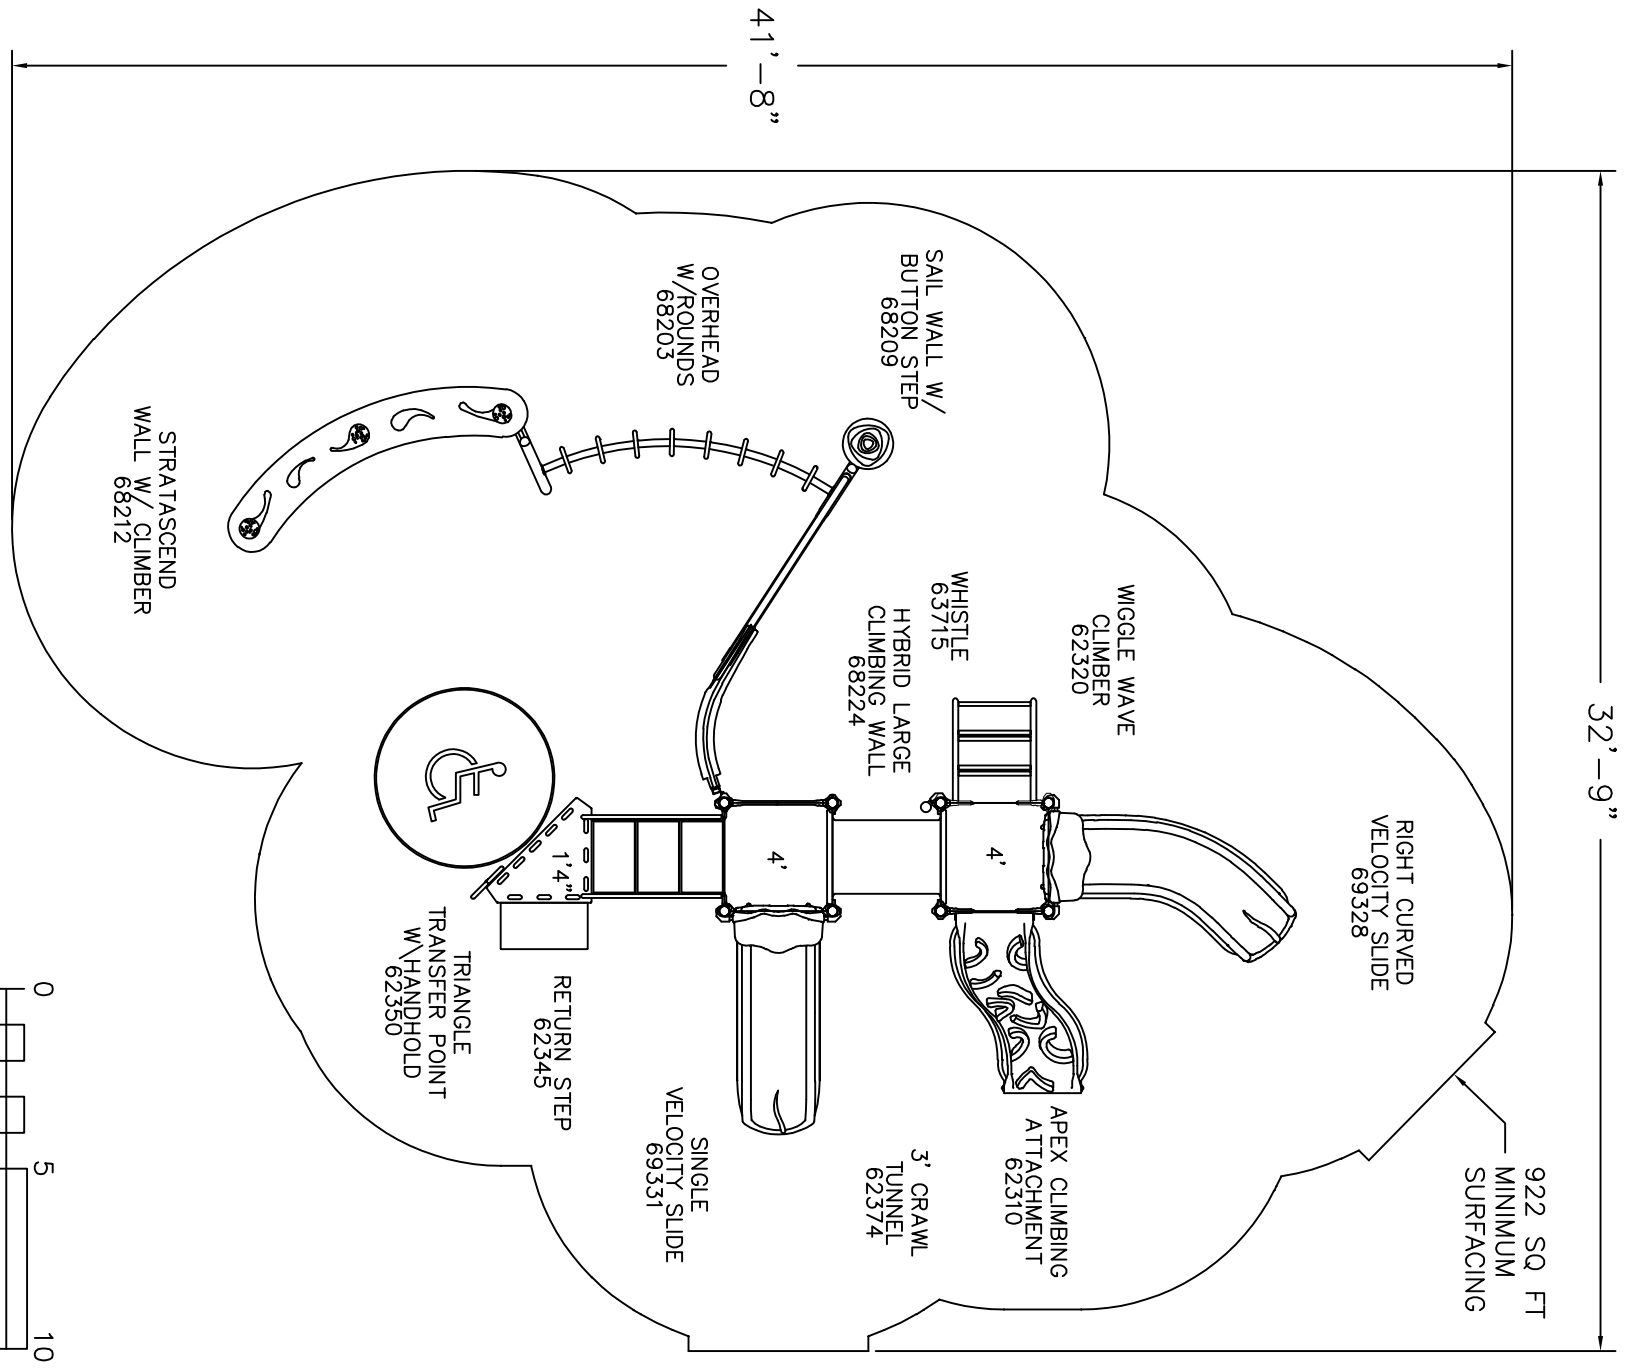 41'-8"
32'-9"
922 SQ FT
MINIMUM
SURFACING
RIGHT CURVED
VELOCITY SLIDE
69328
WIGGLE WAVE
CLIMBER
62320
WHISTLE
63715
HYBRID LARGE
CLIMBING WALL
68224
SAIL WALL W/
BUTTON STEP
68209
OVERHEAD
W/ROUNDS
68203
STRATASCEND
WALL W/ CLIMBER
68212
4'
4'
1'4"
APEX CLIMBING
ATTACHMENT
62310
3' CRAWL
TUNNEL
62374
SINGLE
VELOCITY SLIDE
69331
RETURN STEP
62345
TRIANGLE
TRANSFER POINT
W\HANDHOLD
62350
0
5
10